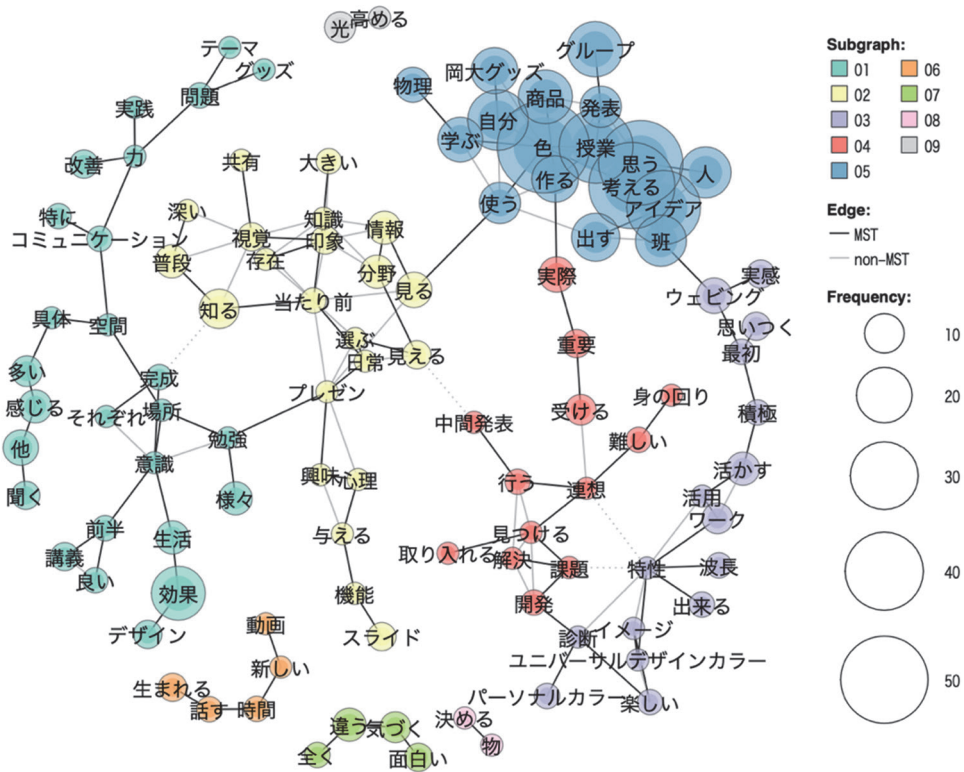 光
高める
テーマ
グッズ
問題
実践
改善
力
特に
コミュニケーション
具体
空間
多い
感じる
他
聞く
完成
それぞれ
場所
勉強
意識
様々
前半
講義
良い
生活
効果
デザイン
共有
大きい
深い
知識
視覚
印象
情報
存在
普段
分野
知る
当たり前
見る
選ぶ
日常
見える
プレゼン
興味
心理
与える
機能
スライド
グループ
岡大グッズ
物理
商品
発表
自分
学ぶ
色
授業
思う
人
作る
考える
使う
アイデア
出す
班
実際
重要
受ける
身の回り
中間発表
難しい
行う
連想
見つける
取り入れる
解決
課題
開発
実感
ウェビング
思いつく
最初
積極
活かす
活用
ワーク
特性
波長
出来る
診断
イメージ
ユニバーサルデザインカラー
パーソナルカラー
楽しい
動画
新しい
生まれる
話す
時間
違う
気づく
全く
面白い
決める
物
Subgraph:
01
06
02
07
03
08
04
09
05
Edge:
MST
non-MST
Frequency:
10
20
30
40
50